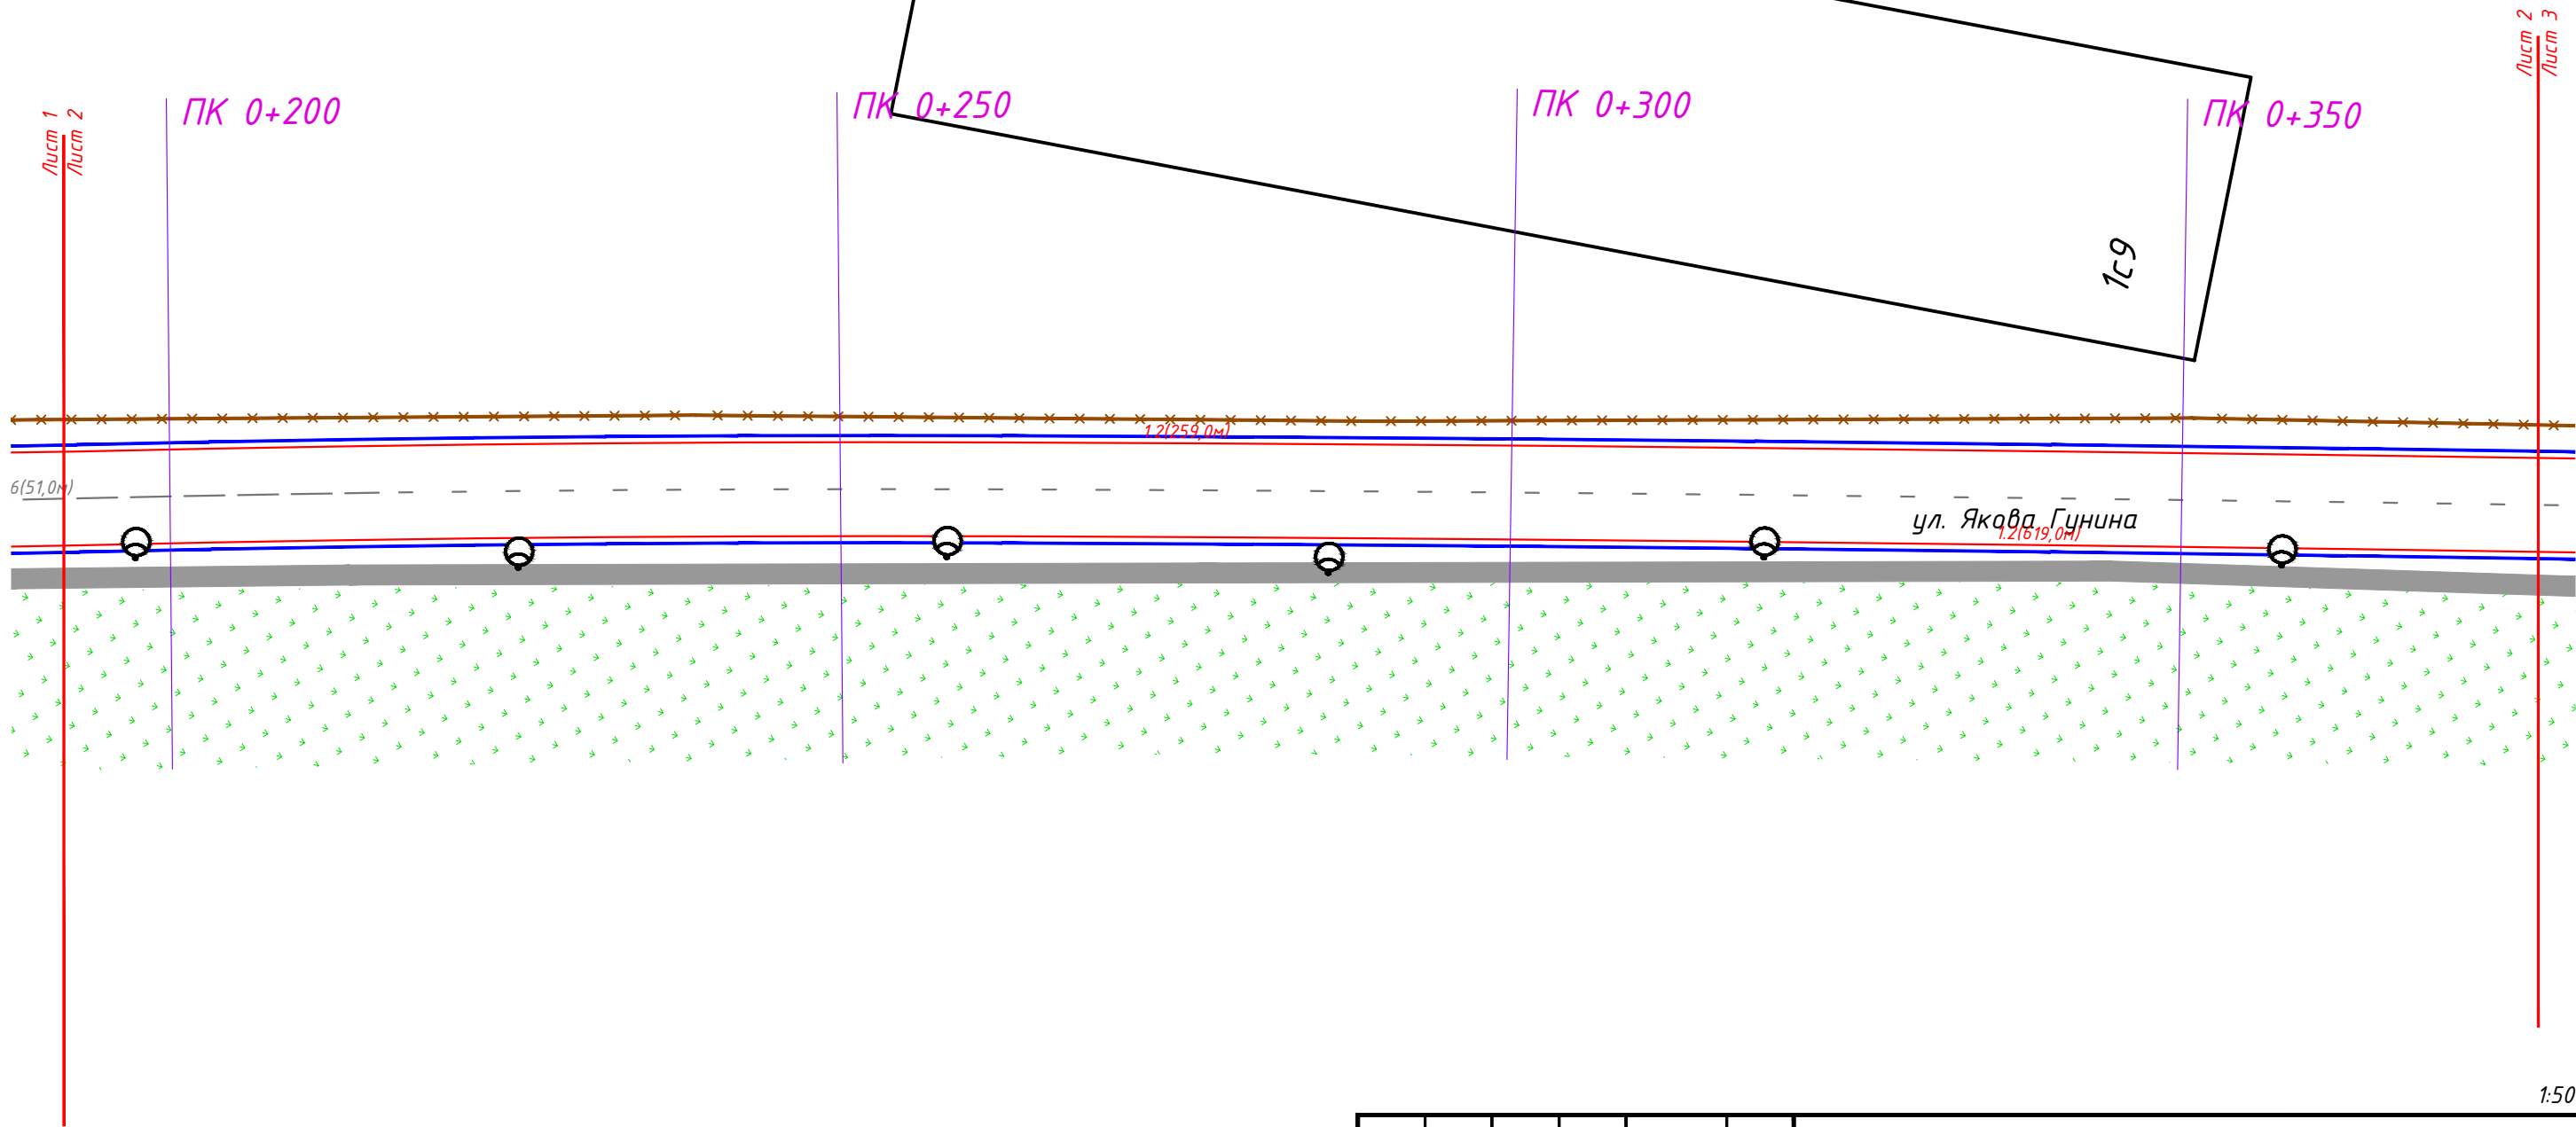 Лист 1
Лист 2
Лист 2
Лист 3
ПК 0+200
ПК 0+250
ПК 0+300
ПК 0+350
1с9
1.2(259,0м)
6(51,0м)
ул. Якова Гунина
1.2(619,0м)
1:50